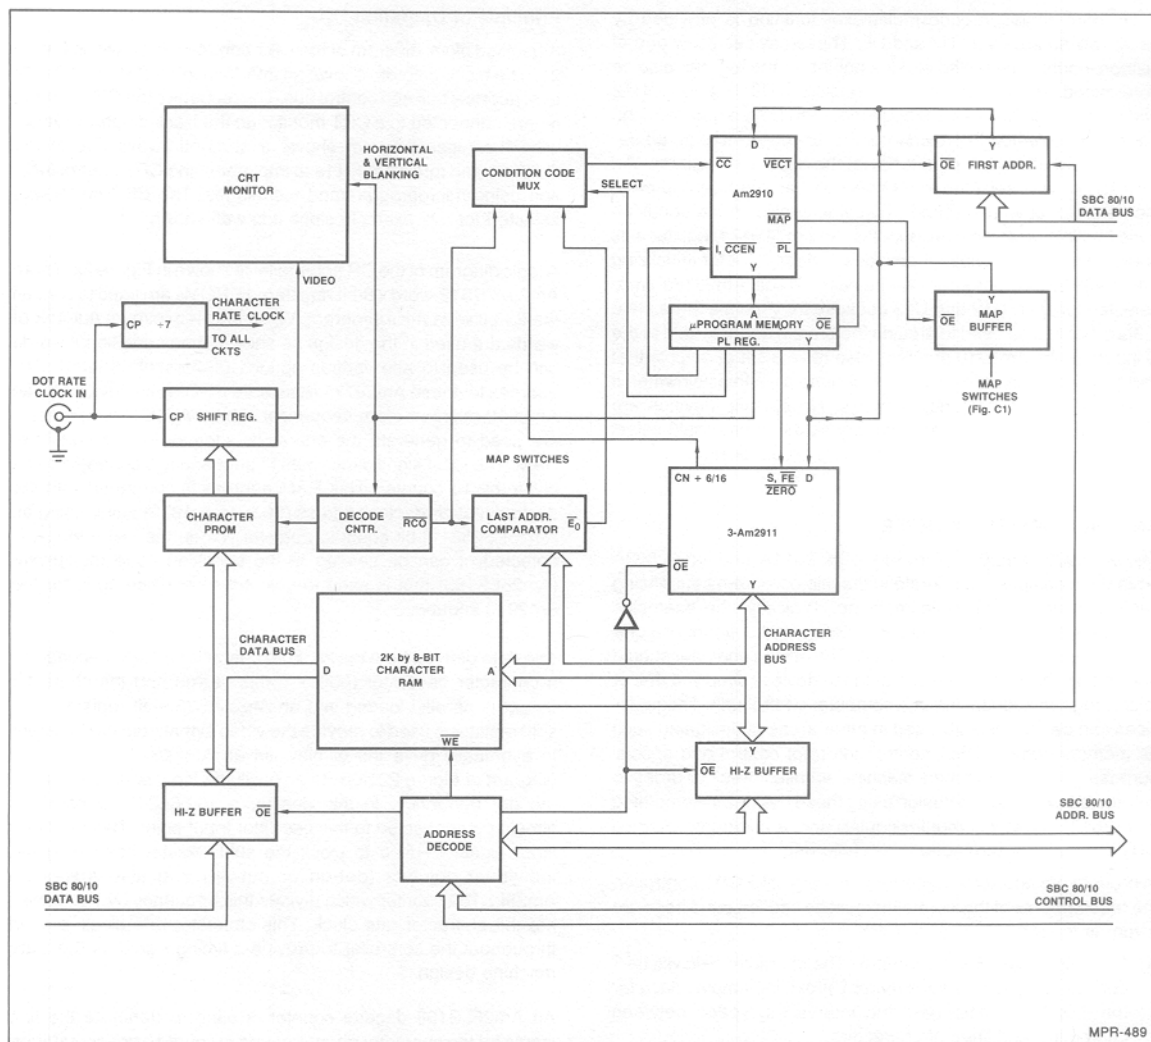 HORIZONTAL
& VERTICAL
BLANKING
CRT
MONITOR
CONDITION CODE
MUX
SELECT
D
CC
VECT
Am2910
MAP
I, CCEN
PL
Y
Y
OE
FIRST ADDR.
SBC 80/10
DATA BUS
VIDEO
CP
÷7
CHARACTER
RATE CLOCK
TO ALL
CKTS
A
μPROGRAM MEMORY
OE
PL REG.
Y
Y
MAP
BUFFER
OE
MAP
SWITCHES
(Fig. C1)
DOT RATE
CLOCK IN
CP SHIFT REG.
MAP SWITCHES
CN + 6/16
S, FE
ZERO
D
3-Am2911
OE
Y
CHARACTER
PROM
DECODE
CNTR.
RCO
LAST ADDR.
COMPARATOR
E0
CHARACTER
DATA BUS
D
2K by 8-BIT
CHARACTER
RAM
A
WE
CHARACTER
ADDRESS
BUS
Y
OE
HI-Z BUFFER
HI-Z BUFFER
OE
ADDRESS
DECODE
SBC 80/10
ADDR. BUS
SBC 80/10
DATA BUS
SBC 80/10
CONTROL BUS
MPR-489